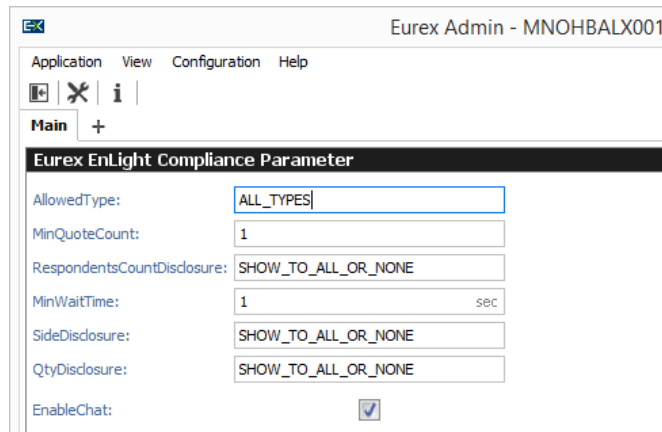 EX
Eurex Admin - MNOHBALX001
Application View Configuration Help
i
Main +
Eurex EnLight Compliance Parameter
AllowedType: ALL_TYPES
MinQuoteCount: 1
RespondentsCountDisclosure: SHOW_TO_ALL_OR_NONE
MinWaitTime: 1 sec
SideDisclosure: SHOW_TO_ALL_OR_NONE
QtyDisclosure: SHOW_TO_ALL_OR_NONE
EnableChat: